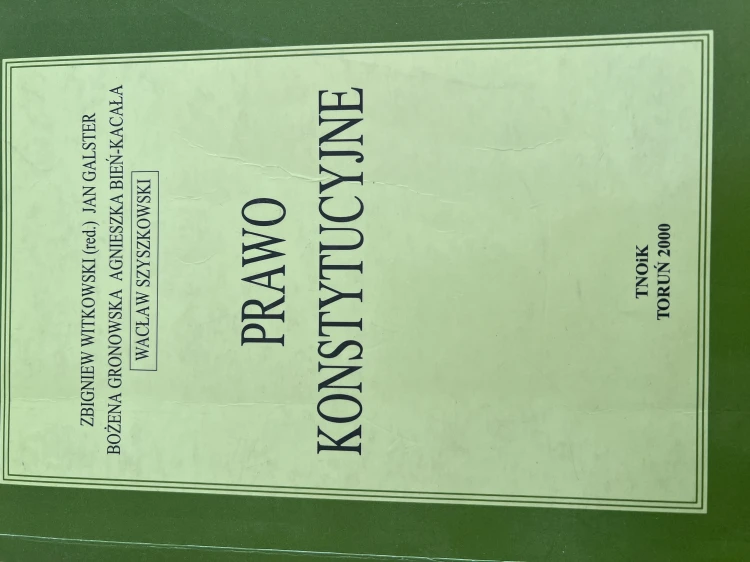 ZBIGNIEW WITKOWSKI (red.) JAN GALSTER
BOŻENA GRONOWSKA AGNIESZKA BIEŃ-KACAŁA
WACŁAW SZYSZKOWSKI
PRAWO
KONSTYTUCYJNE
TNOiK
TORUŃ 2000